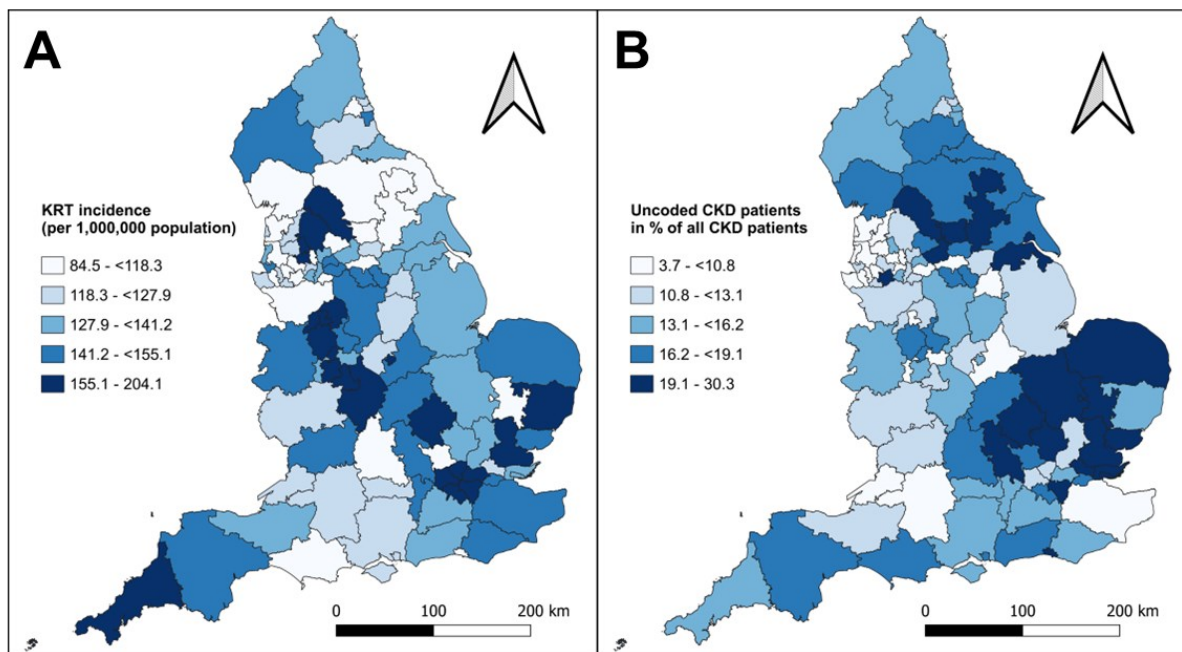 A
KRT incidence
(per 1,000,000 population)
84.5 - <118.3
118.3 - <127.9
127.9 - <141.2
141.2 - <155.1
155.1 - 204.1
0 100 200 km
B
Uncoded CKD patients
in % of all CKD patients
3.7 - <10.8
10.8 - <13.1
13.1 - <16.2
16.2 - <19.1
19.1 - 30.3
0 100 200 km